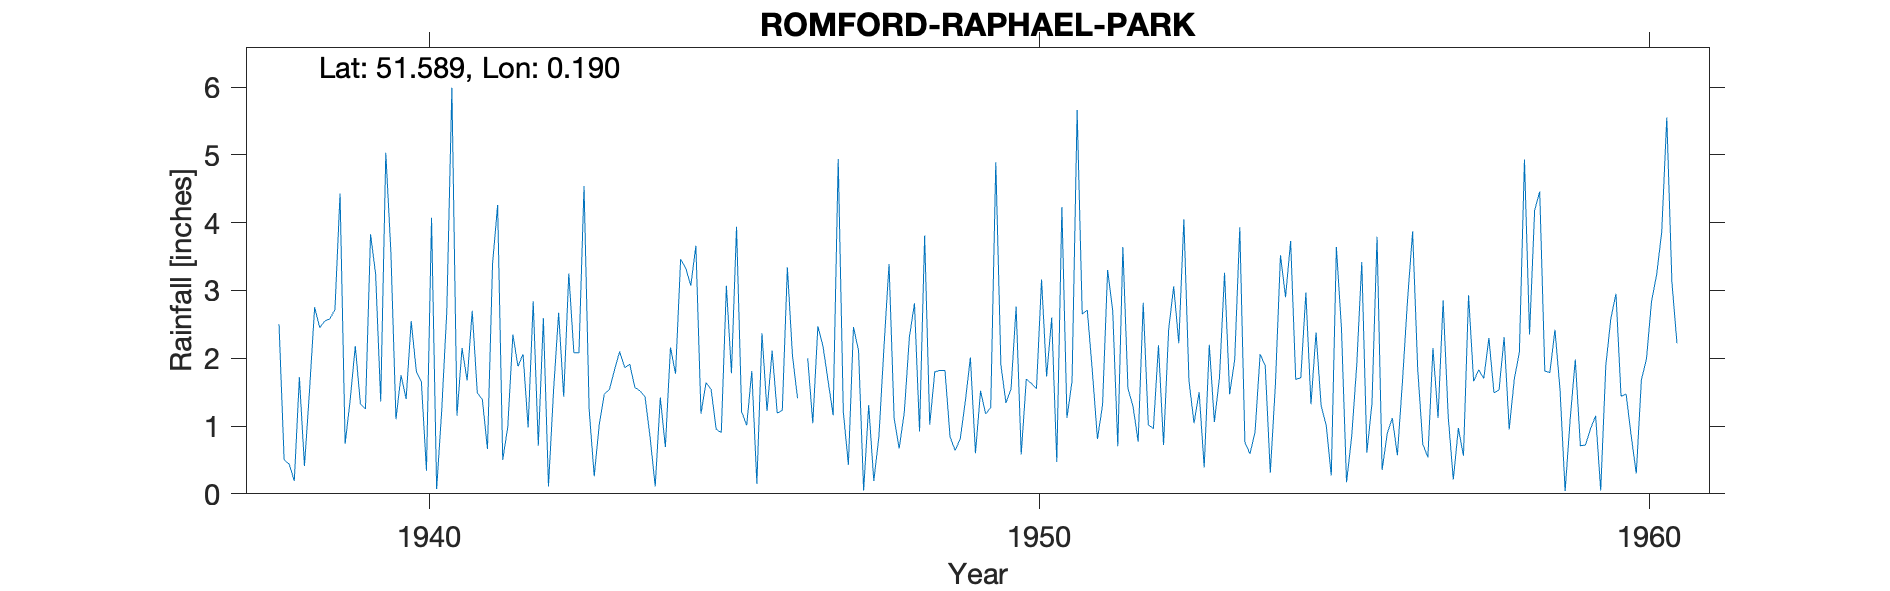 ROMFORD-RAPHAEL-PARK
Lat: 51.589, Lon: 0.190
6
5
4
3
2
1
0
Rainfall [inches]
1940 1950 1960
Year